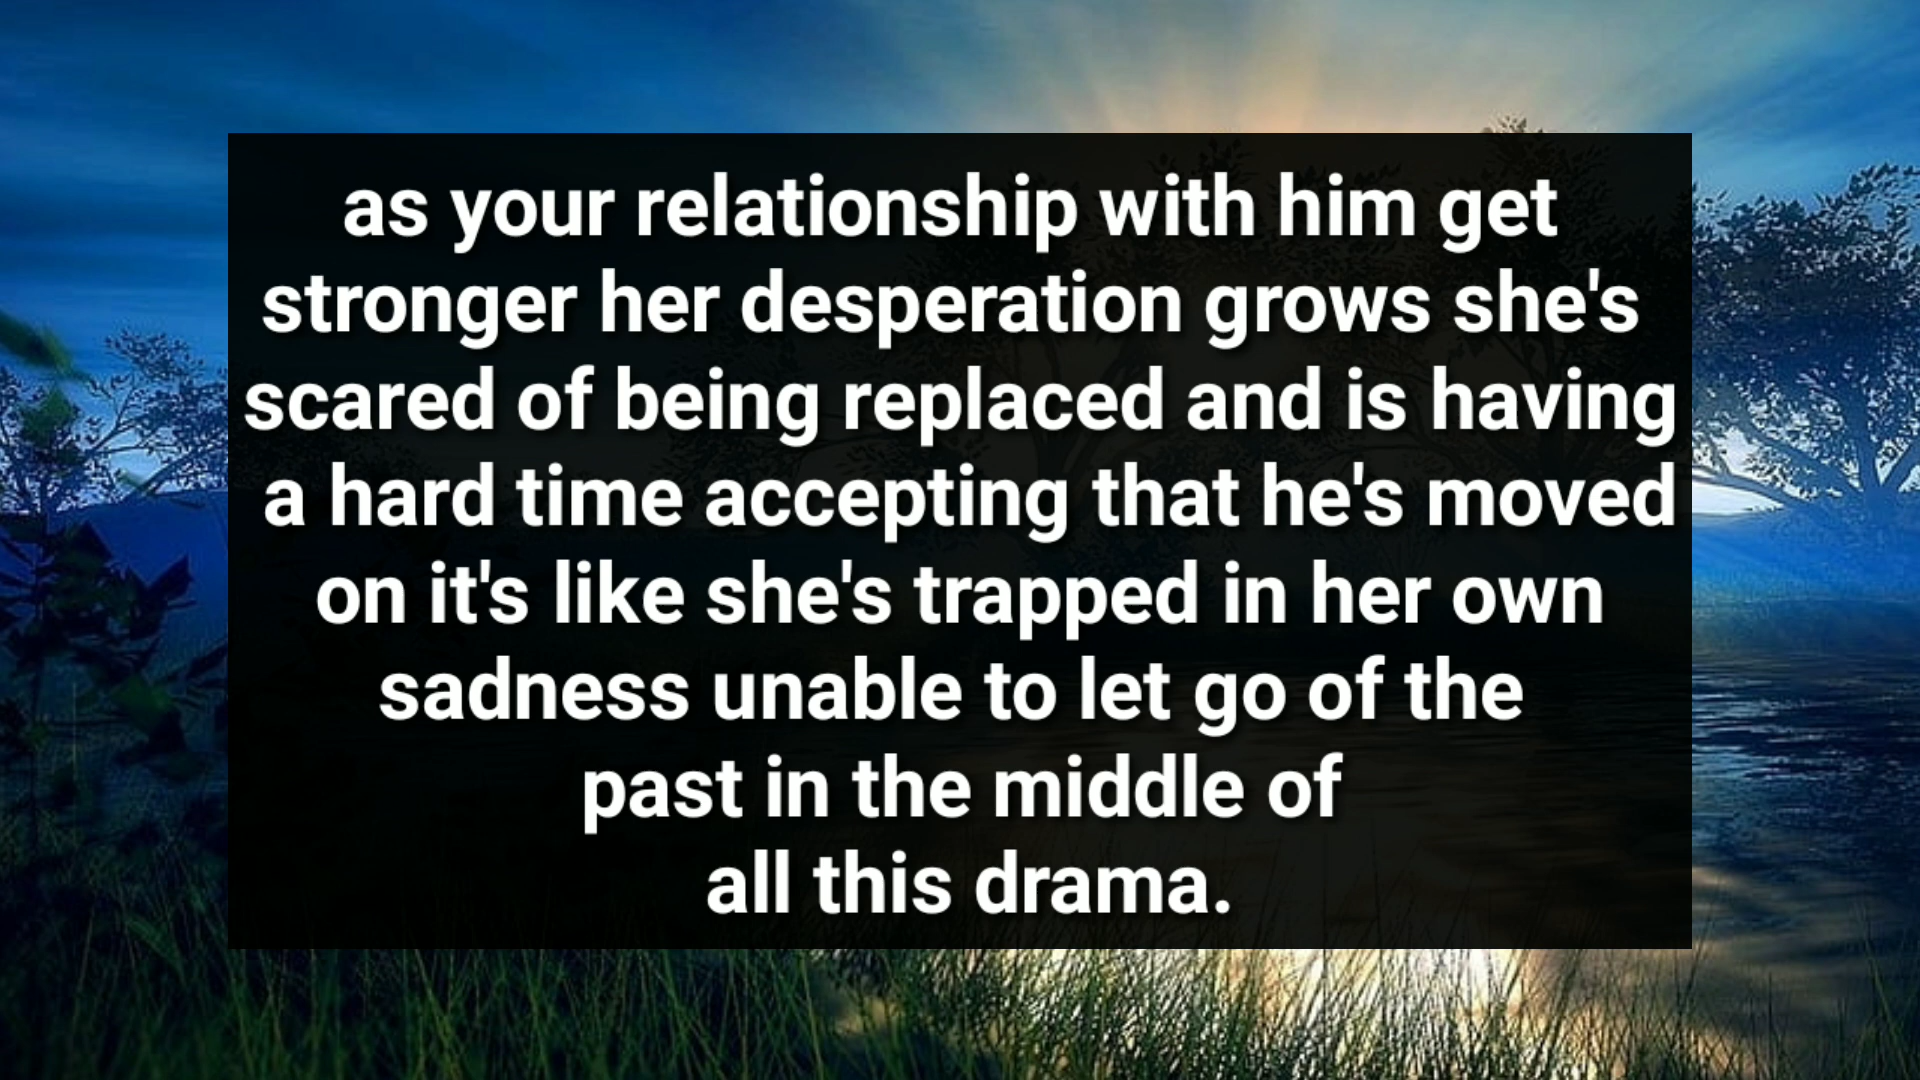 as your relationship with him get
stronger her desperation grows she's
scared of being replaced and is having
a hard time accepting that he's moved
on it's like she's trapped in her own
sadness unable to let go of the
past in the middle of
all this drama.